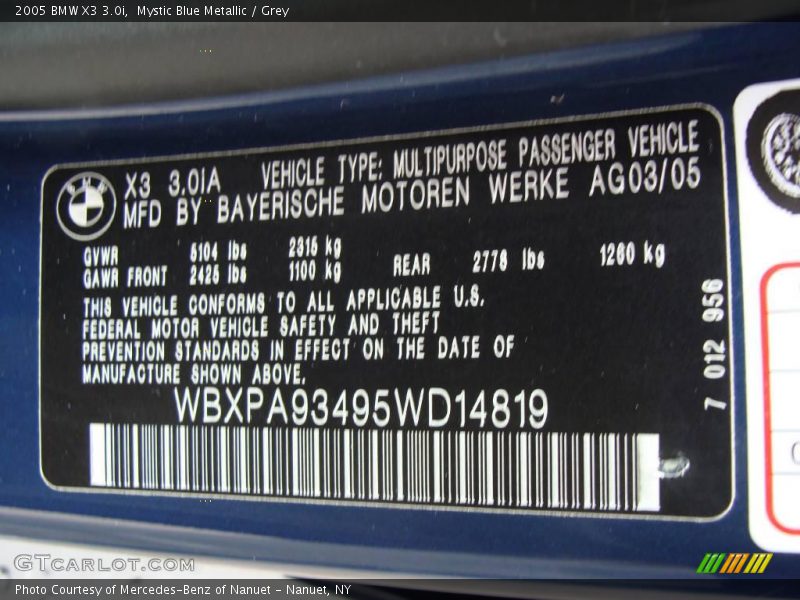 2005 BMW X3 3.0i, Mystic Blue Metallic / Grey
BMW
X3 3.0IA VEHICLE TYPE: MULTIPURPOSE PASSENGER VEHICLE
MFD BY BAYERISCHE MOTOREN WERKE AG03/05
GVWR 5104 lbs 2315 kg
GAWR FRONT 2425 lbs 1100 kg REAR 2778 lbs 1260 kg
THIS VEHICLE CONFORMS TO ALL APPLICABLE U.S.
FEDERAL MOTOR VEHICLE SAFETY AND THEFT
PREVENTION STANDARDS IN EFFECT ON THE DATE OF
MANUFACTURE SHOWN ABOVE.
WBXPA93495WD14819
7 012 956
GTCARLOT.COM
Photo Courtesy of Mercedes-Benz of Nanuet - Nanuet, NY